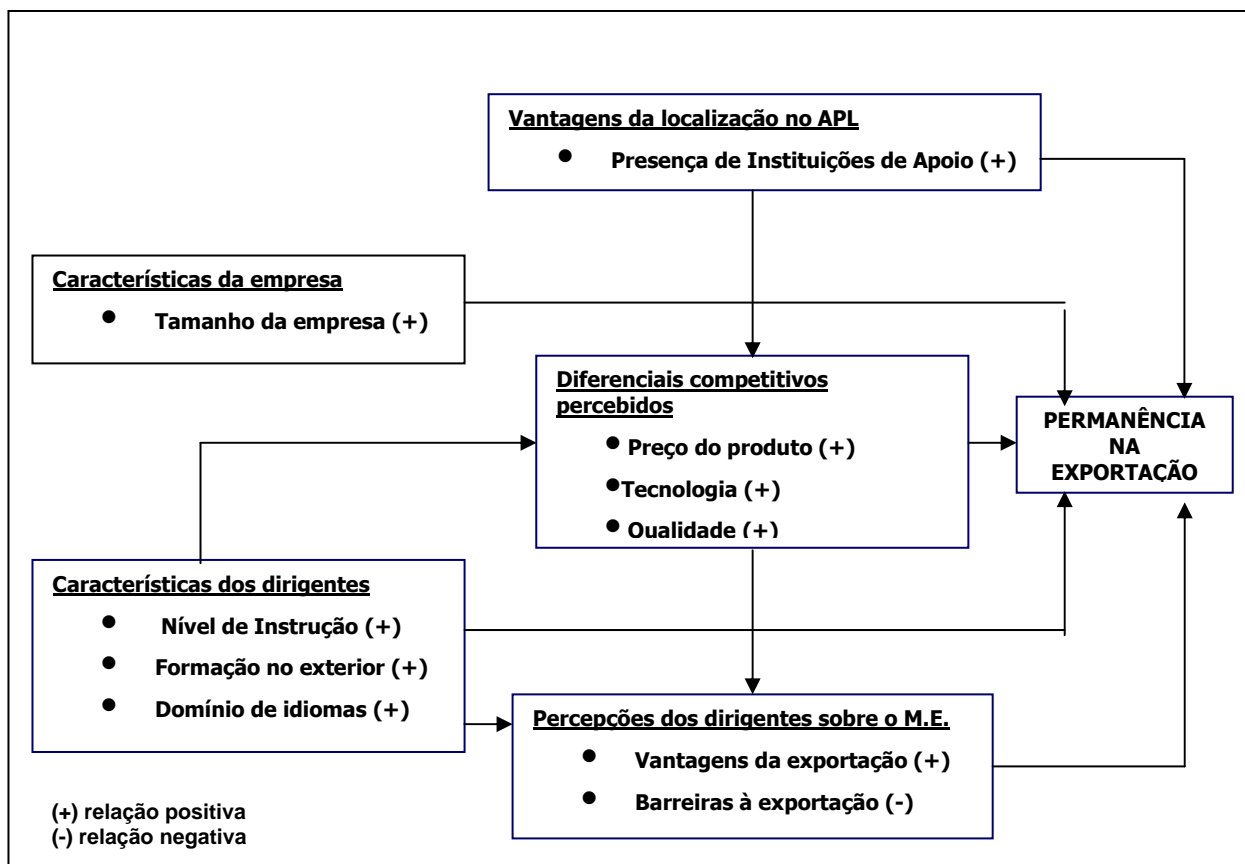 Vantagens da localização no APL
● Presença de Instituições de Apoio (+)
Características da empresa
● Tamanho da empresa (+)
Diferenciais competitivos
percebidos
● Preço do produto (+)
●Tecnologia (+)
● Qualidade (+)
PERMANÊNCIA
NA
EXPORTAÇÃO
Características dos dirigentes
● Nível de Instrução (+)
● Formação no exterior (+)
● Domínio de idiomas (+)
Percepções dos dirigentes sobre o M.E.
● Vantagens da exportação (+)
● Barreiras à exportação (-)
(+) relação positiva
(-) relação negativa